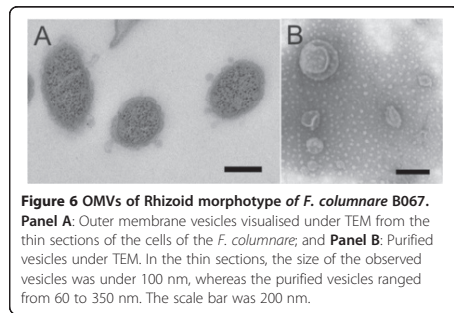 A
B
Figure 6 OMVs of Rhizoid morphotype of F. columnare B067.
Panel A: Outer membrane vesicles visualised under TEM from the
thin sections of the cells of the F. columnare; and Panel B: Purified
vesicles under TEM. In the thin sections, the size of the observed
vesicles was under 100 nm, whereas the purified vesicles ranged
from 60 to 350 nm. The scale bar was 200 nm.